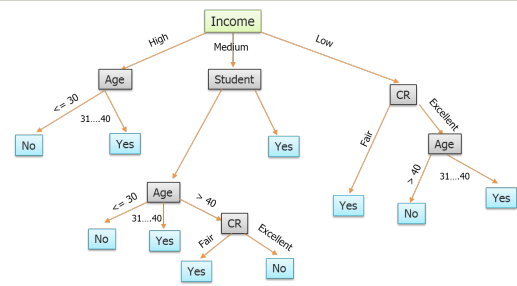 Income
High
Medium
Low
Age
Student
CR
<= 30
31....40
Fair
Excellent
No
Yes
Yes
Age
Age
> 40
31....40
<= 30
31....40
> 40
Yes
No
Yes
CR
No
Yes
Fair
Excellent
Yes
No